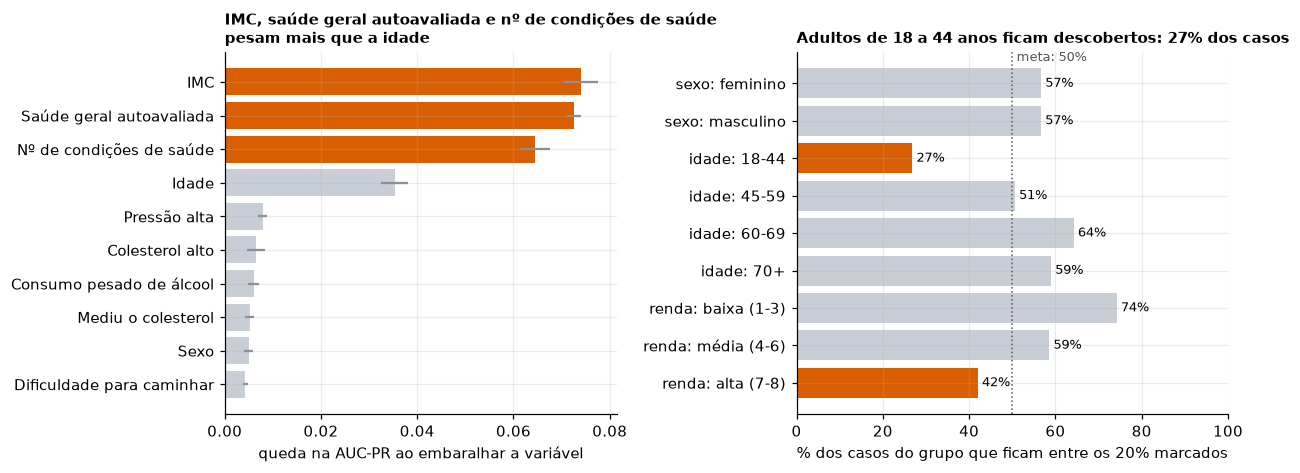 IMC, saúde geral autoavaliada e nº de condições de saúde
pesam mais que a idade
IMC
Saúde geral autoavaliada
Nº de condições de saúde
Idade
Pressão alta
Colesterol alto
Consumo pesado de álcool
Mediu o colesterol
Sexo
Dificuldade para caminhar
0.00 0.02 0.04 0.06 0.08
queda na AUC-PR ao embaralhar a variável
Adultos de 18 a 44 anos ficam descobertos: 27% dos casos
meta: 50%
sexo: feminino 57%
sexo: masculino 57%
idade: 18-44 27%
idade: 45-59 51%
idade: 60-69 64%
idade: 70+ 59%
renda: baixa (1-3) 74%
renda: média (4-6) 59%
renda: alta (7-8) 42%
0 20 40 60 80 100
% dos casos do grupo que ficam entre os 20% marcados